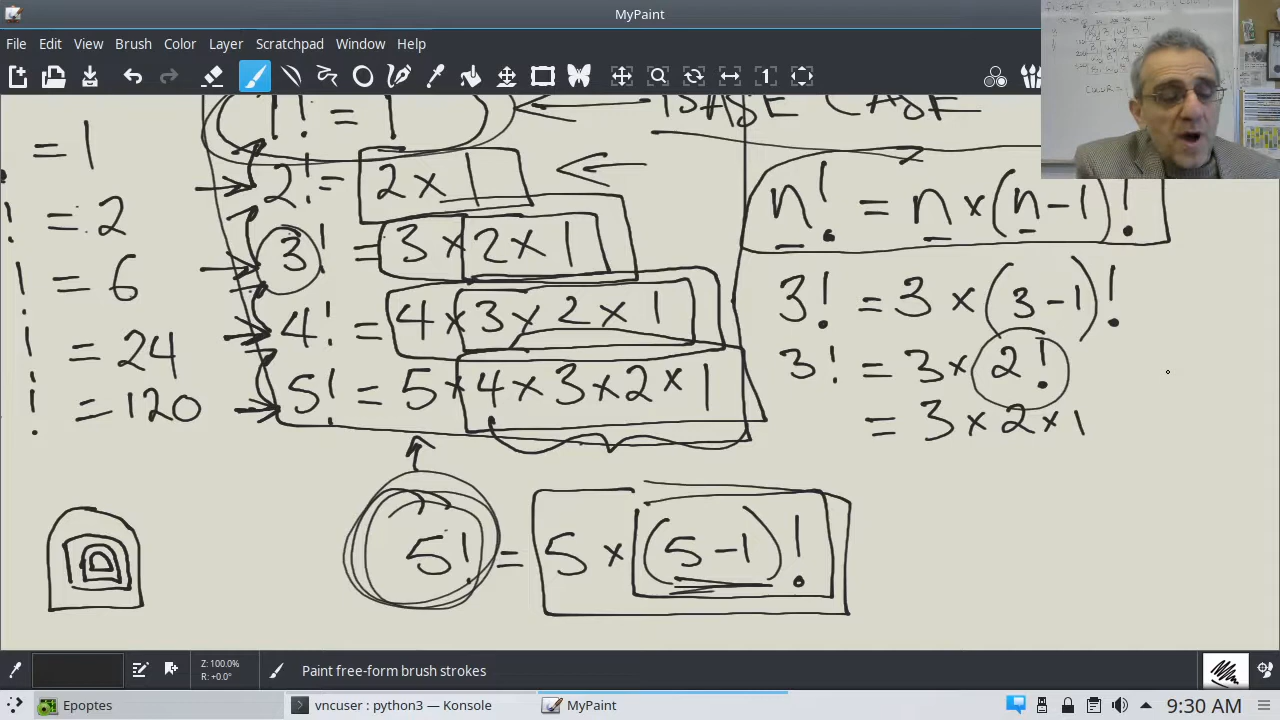 MyPaint
File Edit View Brush Color Layer Scratchpad Window Help
1! = 1 BASE CASE
= 1
2! = 2 × 1
! = 2
3! = 3 × 2 × 1
! = 6
4! = 4 × 3 × 2 × 1
! = 24
5! = 5 × 4 × 3 × 2 × 1
! = 120
n! = n × (n - 1)!
3! = 3 × (3 - 1)!
3! = 3 × 2!
= 3 × 2 × 1
5! = 5 × (5 - 1)!
Z: 100.0%
R: +0.0°
Paint free-form brush strokes
Epoptes
vncuser : python3 — Konsole
MyPaint
9:30 AM